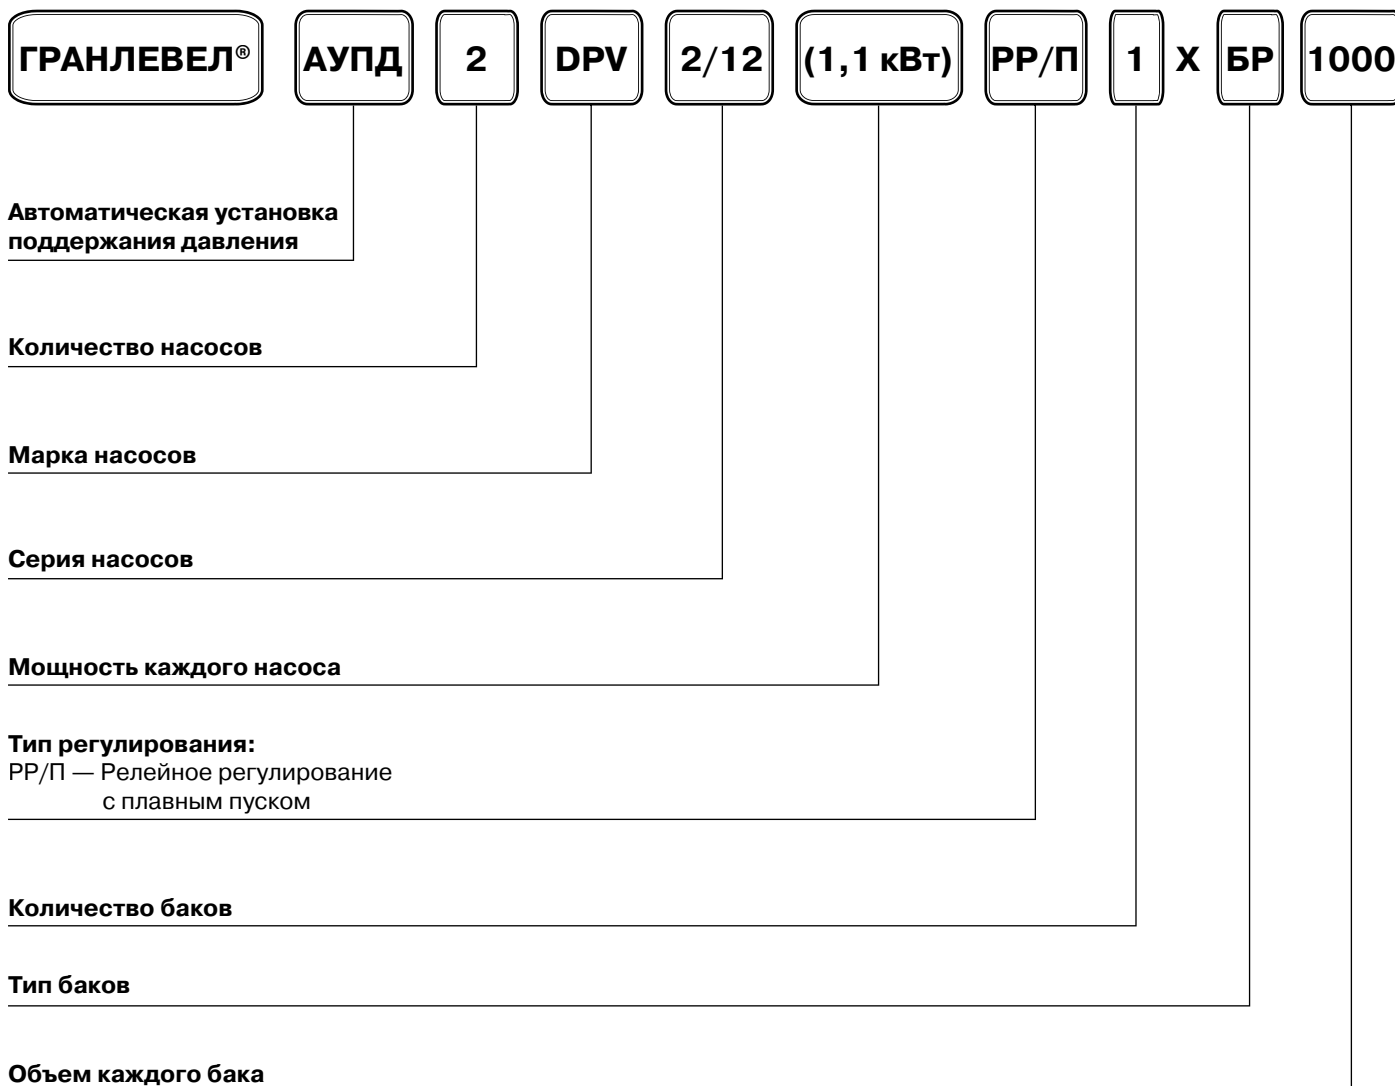 ГРАНЛЕВЕЛ® АУПД 2 DPV 2/12 (1,1 кВт) РР/П 1 X БР 1000
Автоматическая установка
поддержания давления
Количество насосов
Марка насосов
Серия насосов
Мощность каждого насоса
Тип регулирования:
РР/П — Релейное регулирование
с плавным пуском
Количество баков
Тип баков
Объем каждого бака